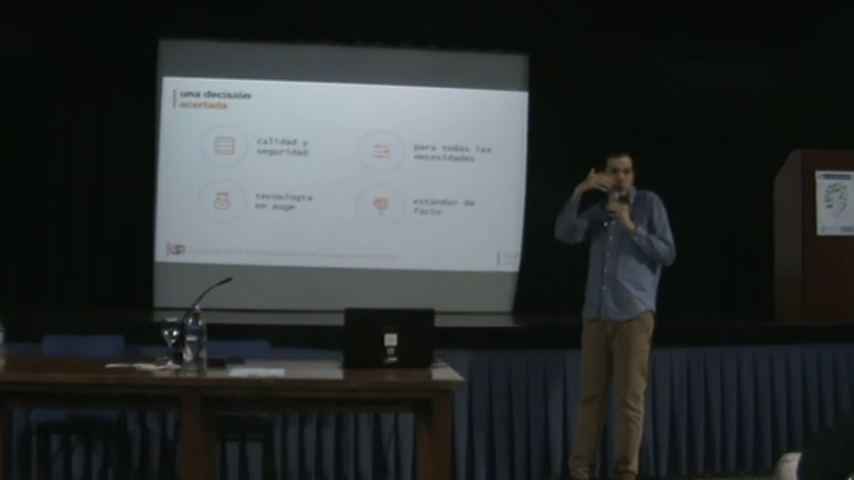 una decisión
acertada
calidad y
seguridad
para todas las
necesidades
tecnología
en auge
estándar de
facto